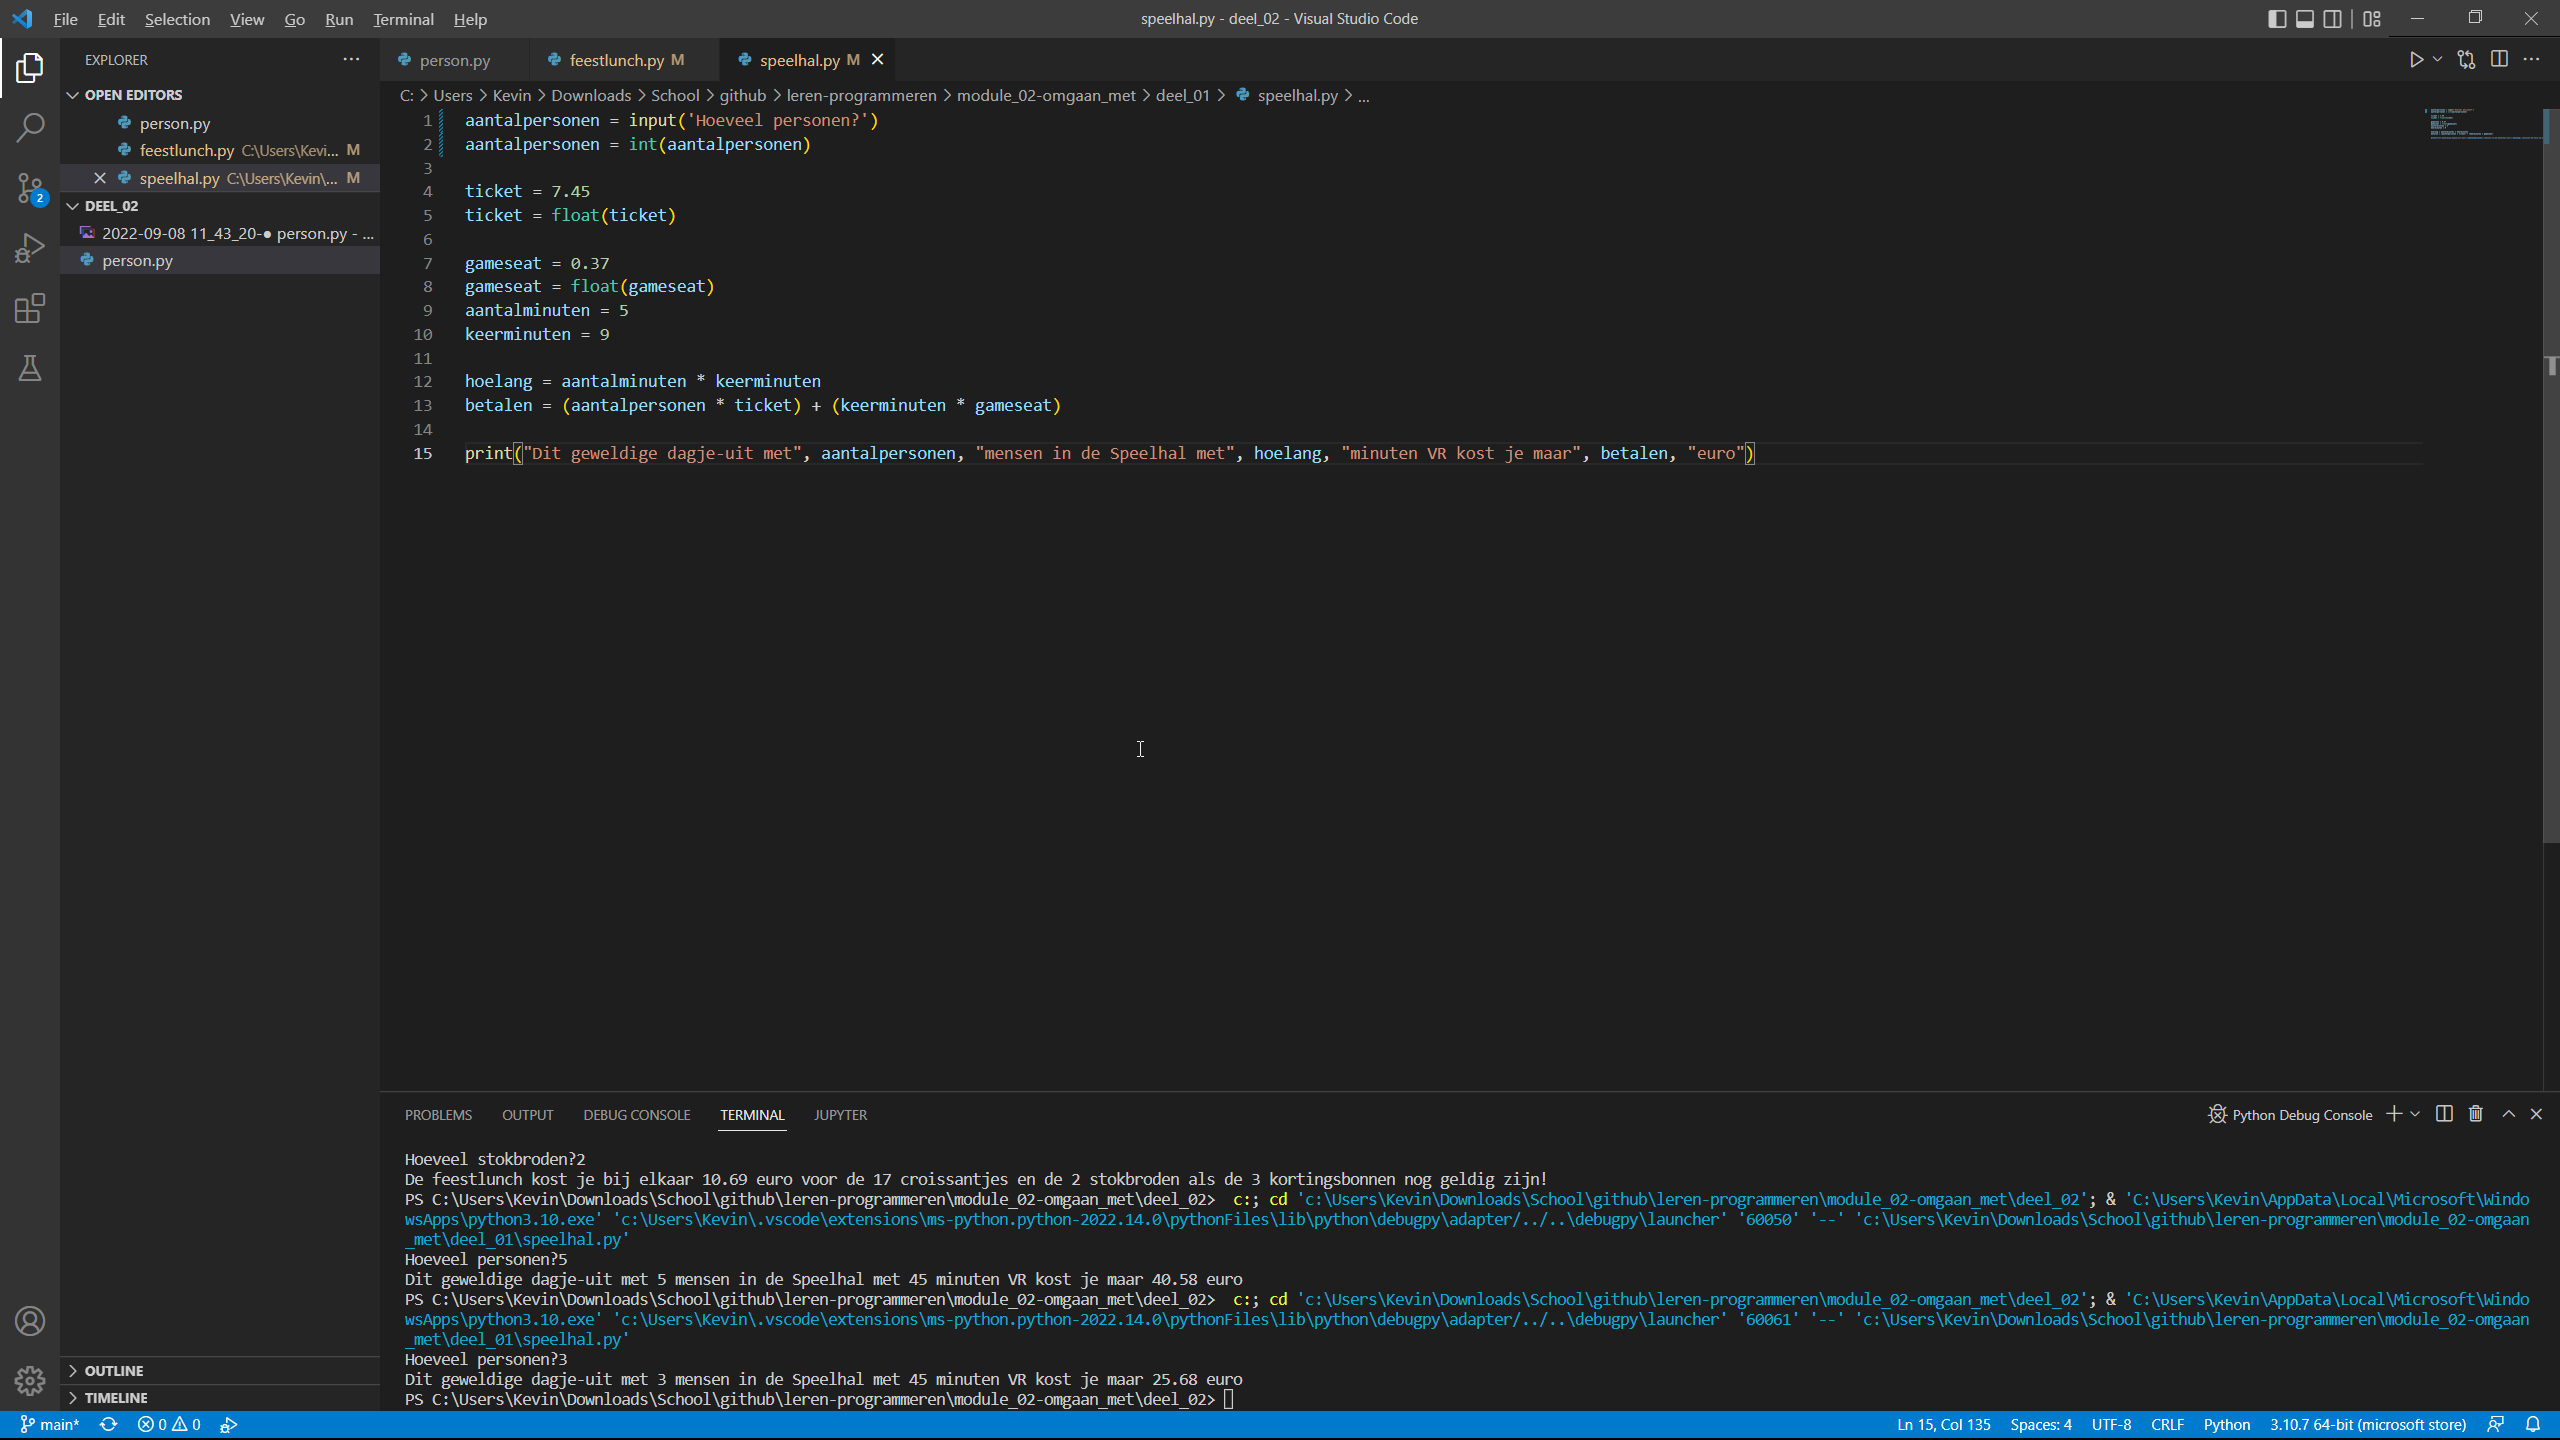 File Edit Selection View Go Run Terminal Help
speelhal.py - deel_02 - Visual Studio Code
EXPLORER
OPEN EDITORS
person.py
feestlunch.py C:\Users\Kevi... M
speelhal.py C:\Users\Kevin\... M
DEEL_02
2022-09-08 11_43_20-● person.py - ...
person.py
OUTLINE
TIMELINE
2
person.py
feestlunch.py M
speelhal.py M
C: > Users > Kevin > Downloads > School > github > leren-programmeren > module_02-omgaan_met > deel_01 > speelhal.py > ...
1 aantalpersonen = input('Hoeveel personen?')
2 aantalpersonen = int(aantalpersonen)
3
4 ticket = 7.45
5 ticket = float(ticket)
6
7 gameseat = 0.37
8 gameseat = float(gameseat)
9 aantalminuten = 5
10 keerminuten = 9
11
12 hoelang = aantalminuten * keerminuten
13 betalen = (aantalpersonen * ticket) + (keerminuten * gameseat)
14
15 print("Dit geweldige dagje-uit met", aantalpersonen, "mensen in de Speelhal met", hoelang, "minuten VR kost je maar", betalen, "euro")
PROBLEMS OUTPUT DEBUG CONSOLE TERMINAL JUPYTER
Python Debug Console
Hoeveel stokbroden?2
De feestlunch kost je bij elkaar 10.69 euro voor de 17 croissantjes en de 2 stokbroden als de 3 kortingsbonnen nog geldig zijn!
PS C:\Users\Kevin\Downloads\School\github\leren-programmeren\module_02-omgaan_met\deel_02>  c:; cd 'c:\Users\Kevin\Downloads\School\github\leren-programmeren\module_02-omgaan_met\deel_02'; & 'C:\Users\Kevin\AppData\Local\Microsoft\Windo
wsApps\python3.10.exe' 'c:\Users\Kevin\.vscode\extensions\ms-python.python-2022.14.0\pythonFiles\lib\python\debugpy\adapter/../..\debugpy\launcher' '60050' '--' 'c:\Users\Kevin\Downloads\School\github\leren-programmeren\module_02-omgaan
_met\deel_01\speelhal.py'
Hoeveel personen?5
Dit geweldige dagje-uit met 5 mensen in de Speelhal met 45 minuten VR kost je maar 40.58 euro
PS C:\Users\Kevin\Downloads\School\github\leren-programmeren\module_02-omgaan_met\deel_02>  c:; cd 'c:\Users\Kevin\Downloads\School\github\leren-programmeren\module_02-omgaan_met\deel_02'; & 'C:\Users\Kevin\AppData\Local\Microsoft\Windo
wsApps\python3.10.exe' 'c:\Users\Kevin\.vscode\extensions\ms-python.python-2022.14.0\pythonFiles\lib\python\debugpy\adapter/../..\debugpy\launcher' '60061' '--' 'c:\Users\Kevin\Downloads\School\github\leren-programmeren\module_02-omgaan
_met\deel_01\speelhal.py'
Hoeveel personen?3
Dit geweldige dagje-uit met 3 mensen in de Speelhal met 45 minuten VR kost je maar 25.68 euro
PS C:\Users\Kevin\Downloads\School\github\leren-programmeren\module_02-omgaan_met\deel_02>
main* 0 0 Ln 15, Col 135 Spaces: 4 UTF-8 CRLF Python 3.10.7 64-bit (microsoft store)